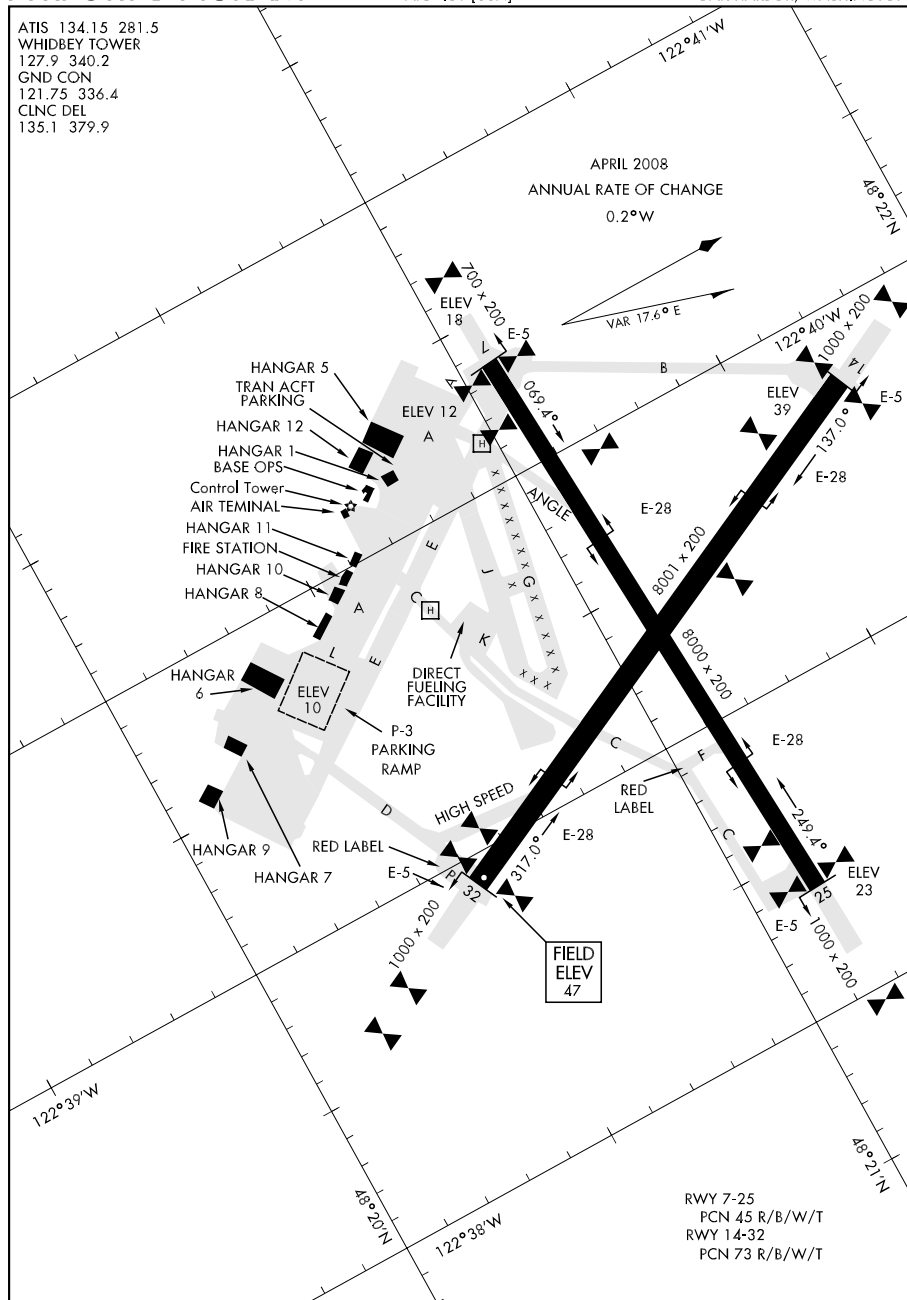 ATIS 134.15 281.5
WHIDBEY TOWER
127.9 340.2
GND CON
121.75 336.4
CLNC DEL
135.1 379.9
122°41'W
APRIL 2008
ANNUAL RATE OF CHANGE
0.2°W
48°22'N
VAR 17.6° E
700 x 200
ELEV
18
E-5
7
122°40'W
1000 x 200
14
B
A
069.4°
ELEV
39
137.0°
E-5
HANGAR 5
TRAN ACFT
PARKING
ELEV 12
A
HANGAR 12
H
HANGAR 1
BASE OPS
Control Tower
AIR TEMINAL
HANGAR 11
FIRE STATION
HANGAR 10
HANGAR 8
ANGLE
E-28
E-28
8001 x 200
E
J
G
C
H
A
K
E
L
8000 x 200
HANGAR
6
ELEV
10
DIRECT
FUELING
FACILITY
P-3
PARKING
RAMP
C
F
E-28
RED
LABEL
D
HIGH SPEED
E-28
C
249.4°
HANGAR 9
HANGAR 7
RED LABEL
317.0°
E-5
P
32
ELEV
23
25
E-5
1000 x 200
1000 x 200
FIELD
ELEV
47
122°39'W
48°20'N
122°38'W
48°21'N
RWY 7-25
PCN 45 R/B/W/T
RWY 14-32
PCN 73 R/B/W/T